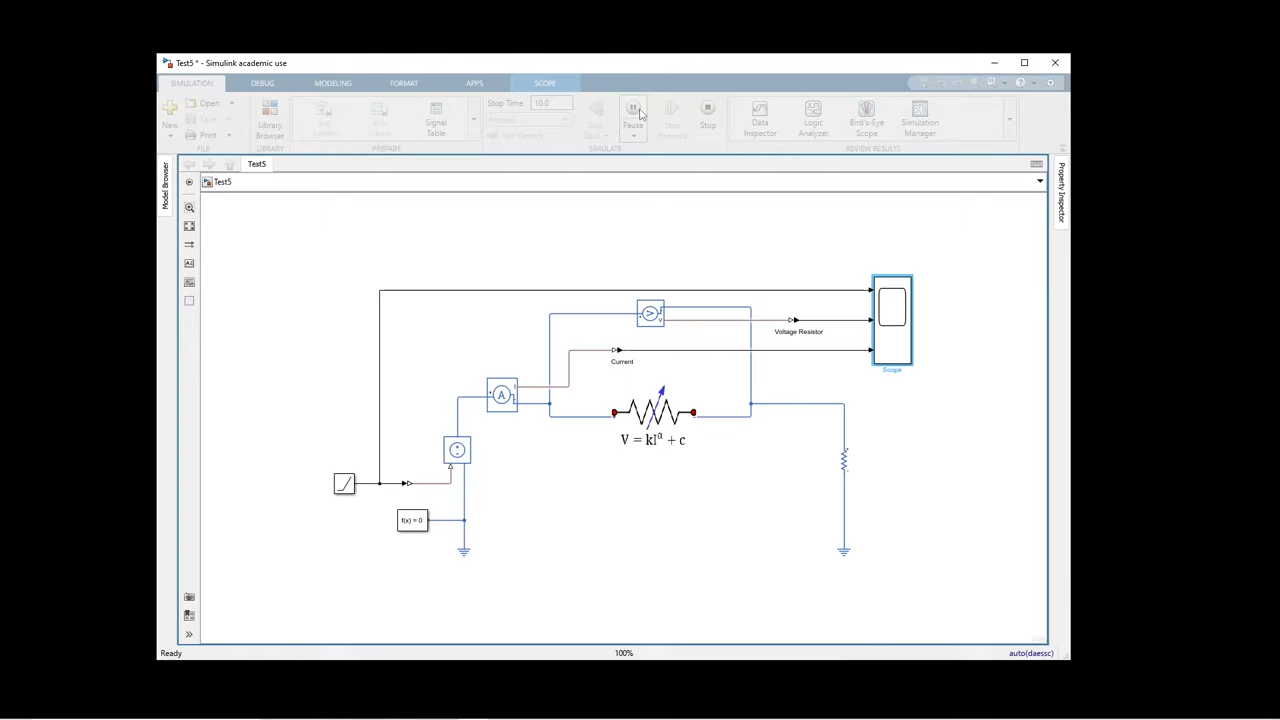 Test5 * - Simulink academic use
SIMULATION DEBUG MODELING FORMAT APPS SCOPE
New
Open
Save
Print
FILE
Library
Browser
LIBRARY
Signal
Table
PREPARE
Stop Time 10.0
Pause
Stop
SIMULATE
Data
Inspector
Logic
Analyzer
Bird's-Eye
Scope
Simulation
Manager
REVIEW RESULTS
Model Browser
Test5
Test5
Property Inspector
V
Voltage Resistor
Current
Scope
I
A
V = kI^α + c
f(x) = 0
Ready 100% auto(daessc)